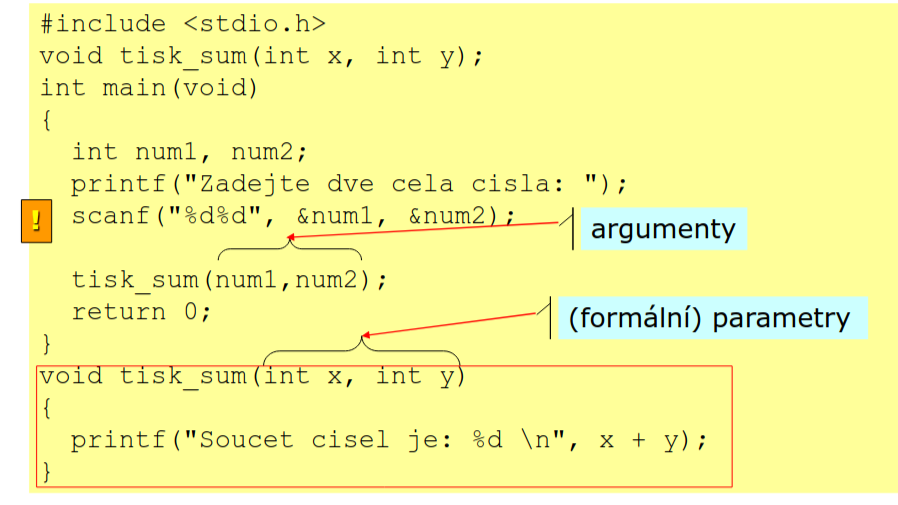 #include <stdio.h>
void tisk_sum(int x, int y);
int main(void)
{
  int num1, num2;
  printf("Zadejte dve cela cisla: ");
  scanf("%d%d", &num1, &num2);
!
argumenty
  tisk_sum(num1,num2);
  return 0;
(formální) parametry
}
void tisk_sum(int x, int y)
{
  printf("Soucet cisel je: %d \n", x + y);
}